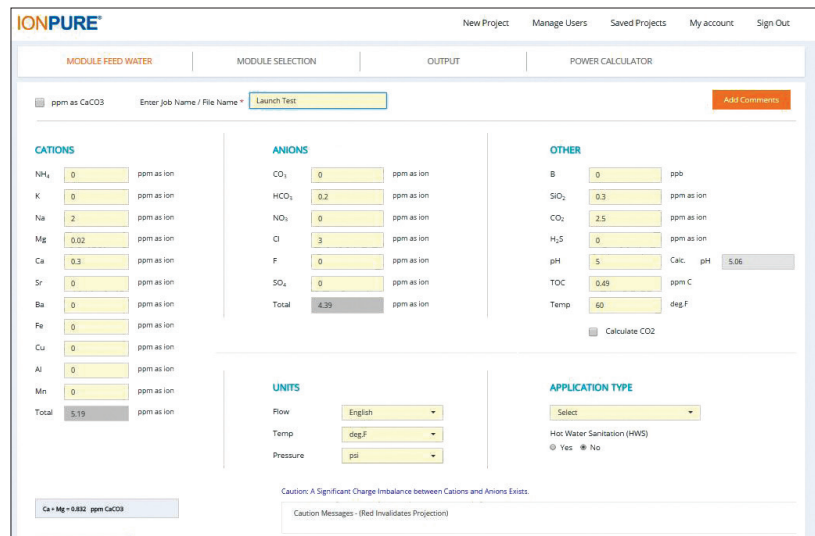 IONPURE®
New Project Manage Users Saved Projects My account Sign Out
MODULE FEED WATER MODULE SELECTION OUTPUT POWER CALCULATOR
ppm as CaCO3 Enter Job Name / File Name * Launch Test Add Comments
CATIONS
NH₄ 0 ppm as ion
K 0 ppm as ion
Na 2 ppm as ion
Mg 0.02 ppm as ion
Ca 0.3 ppm as ion
Sr 0 ppm as ion
Ba 0 ppm as ion
Fe 0 ppm as ion
Cu 0 ppm as ion
Al 0 ppm as ion
Mn 0 ppm as ion
Total 5.19 ppm as ion
ANIONS
CO₃ 0 ppm as ion
HCO₃ 0.2 ppm as ion
NO₃ 0 ppm as ion
Cl 3 ppm as ion
F 0 ppm as ion
SO₄ 0 ppm as ion
Total 4.39 ppm as ion
OTHER
B 0 ppb
SiO₂ 0.3 ppm as ion
CO₂ 2.5 ppm as ion
H₂S 0 ppm as ion
pH 5 Calc. pH 5.06
TOC 0.49 ppm C
Temp 60 deg.F
Calculate CO2
UNITS
Flow English
Temp deg.F
Pressure psi
APPLICATION TYPE
Select
Hot Water Sanitation (HWS)
Yes No
Caution: A Significant Charge Imbalance between Cations and Anions Exists.
Ca + Mg = 0.832 ppm CaCO3
Caution Messages - (Red Invalidates Projection)